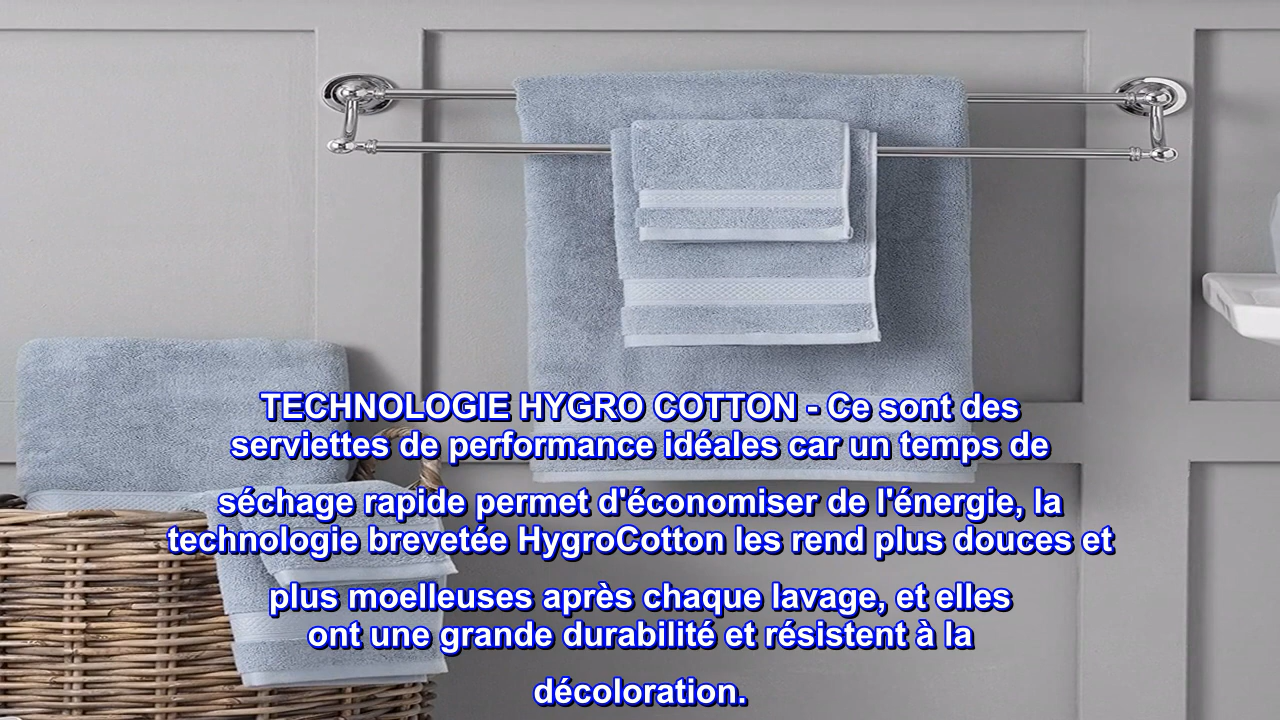 TECHNOLOGIE HYGRO COTTON - Ce sont des
serviettes de performance idéales car un temps de
séchage rapide permet d'économiser de l'énergie, la
technologie brevetée HygroCotton les rend plus douces et
plus moelleuses après chaque lavage, et elles
ont une grande durabilité et résistent à la
décoloration.